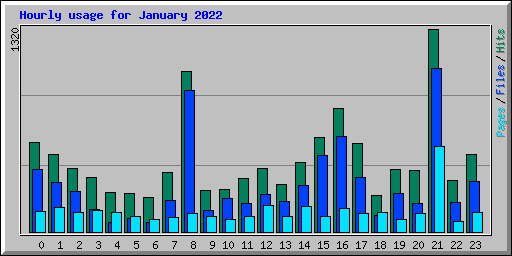 Hourly usage for January 2022
1320
Pages/Files/Hits
0 1 2 3 4 5 6 7 8 9 10 11 12 13 14 15 16 17 18 19 20 21 22 23